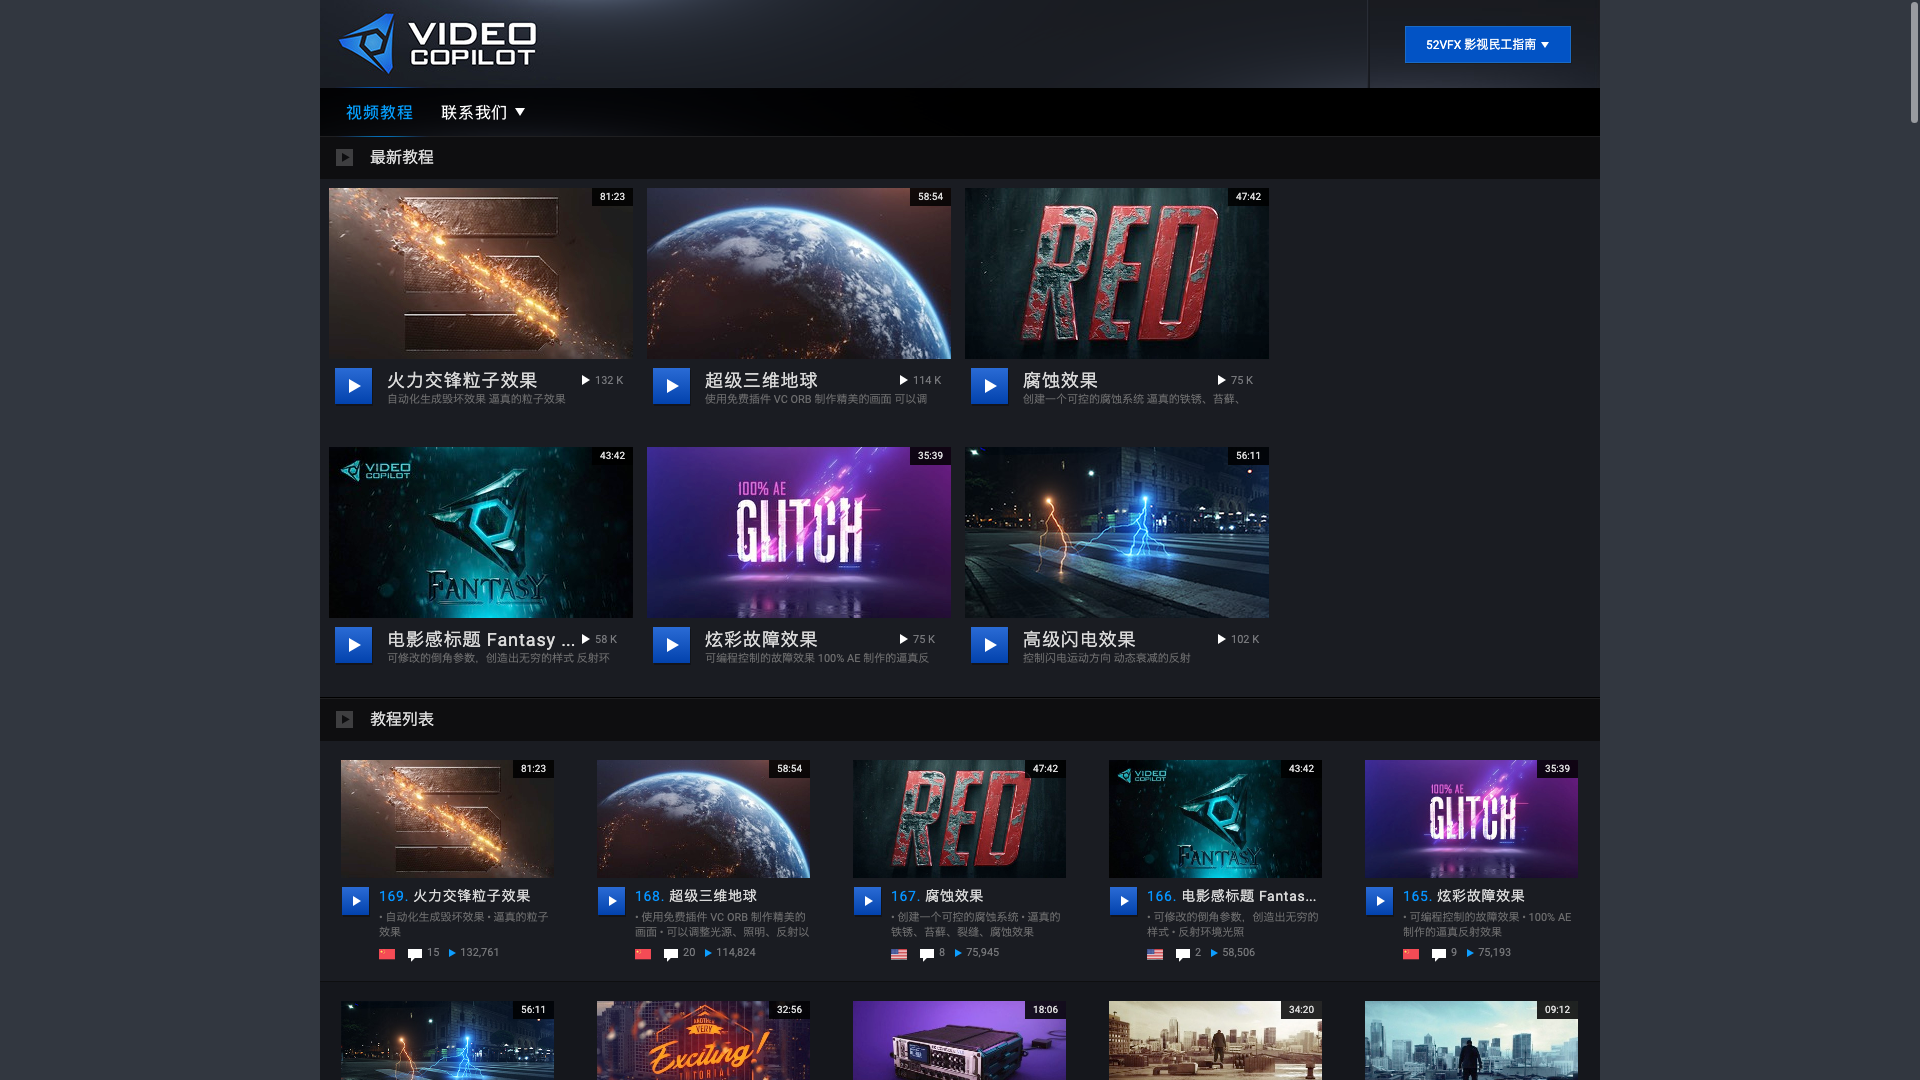 VIDEO
COPILOT
52VFX 影视民工指南
视频教程 联系我们
最新教程
81:23
58:54
47:42
RED
火力交锋粒子效果 132 K
自动化生成毁坏效果 逼真的粒子效果
超级三维地球 114 K
使用免费插件 VC ORB 制作精美的画面 可以调
腐蚀效果 75 K
创建一个可控的腐蚀系统 逼真的铁锈、苔藓、
VIDEO
COPILOT
43:42
FANTASY
35:39
100% AE
GLITCH
56:11
电影感标题 Fantasy ... 58 K
可修改的倒角参数，创造出无穷的样式 反射环
炫彩故障效果 75 K
可编程控制的故障效果 100% AE 制作的逼真反
高级闪电效果 102 K
控制闪电运动方向 动态衰减的反射
教程列表
81:23
58:54
47:42
RED
VIDEO
COPILOT
43:42
FANTASY
35:39
100% AE
GLITCH
169. 火力交锋粒子效果
• 自动化生成毁坏效果 • 逼真的粒子
效果
15 132,761
168. 超级三维地球
• 使用免费插件 VC ORB 制作精美的
画面 • 可以调整光源、照明、反射以
20 114,824
167. 腐蚀效果
• 创建一个可控的腐蚀系统 • 逼真的
铁锈、苔藓、裂缝、腐蚀效果
8 75,945
166. 电影感标题 Fantas...
• 可修改的倒角参数，创造出无穷的
样式 • 反射环境光照
2 58,506
165. 炫彩故障效果
• 可编程控制的故障效果 • 100% AE
制作的逼真反射效果
9 75,193
56:11
32:56
ANOTHER
VERY
Exciting!
TUTORIAL
18:06
34:20
09:12